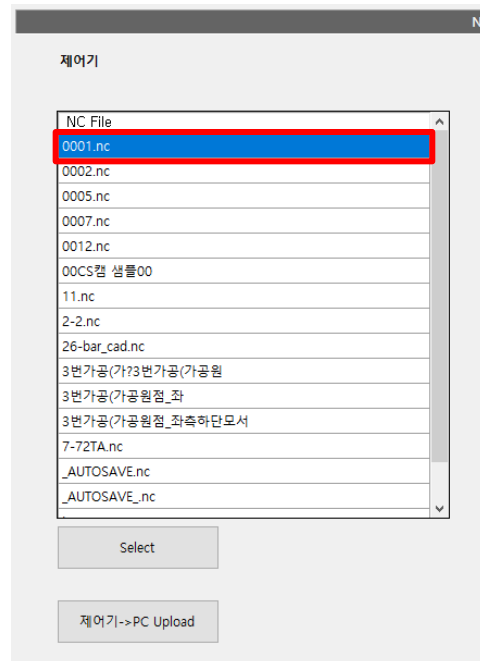 N
제어기
NC File
0001.nc
0002.nc
0005.nc
0007.nc
0012.nc
00CS캠 샘플00
11.nc
2-2.nc
26-bar_cad.nc
3번가공(가?3번가공(가공원
3번가공(가공원점_좌
3번가공(가공원점_좌측하단모서
7-72TA.nc
_AUTOSAVE.nc
_AUTOSAVE_.nc
Select
제어기->PC Upload